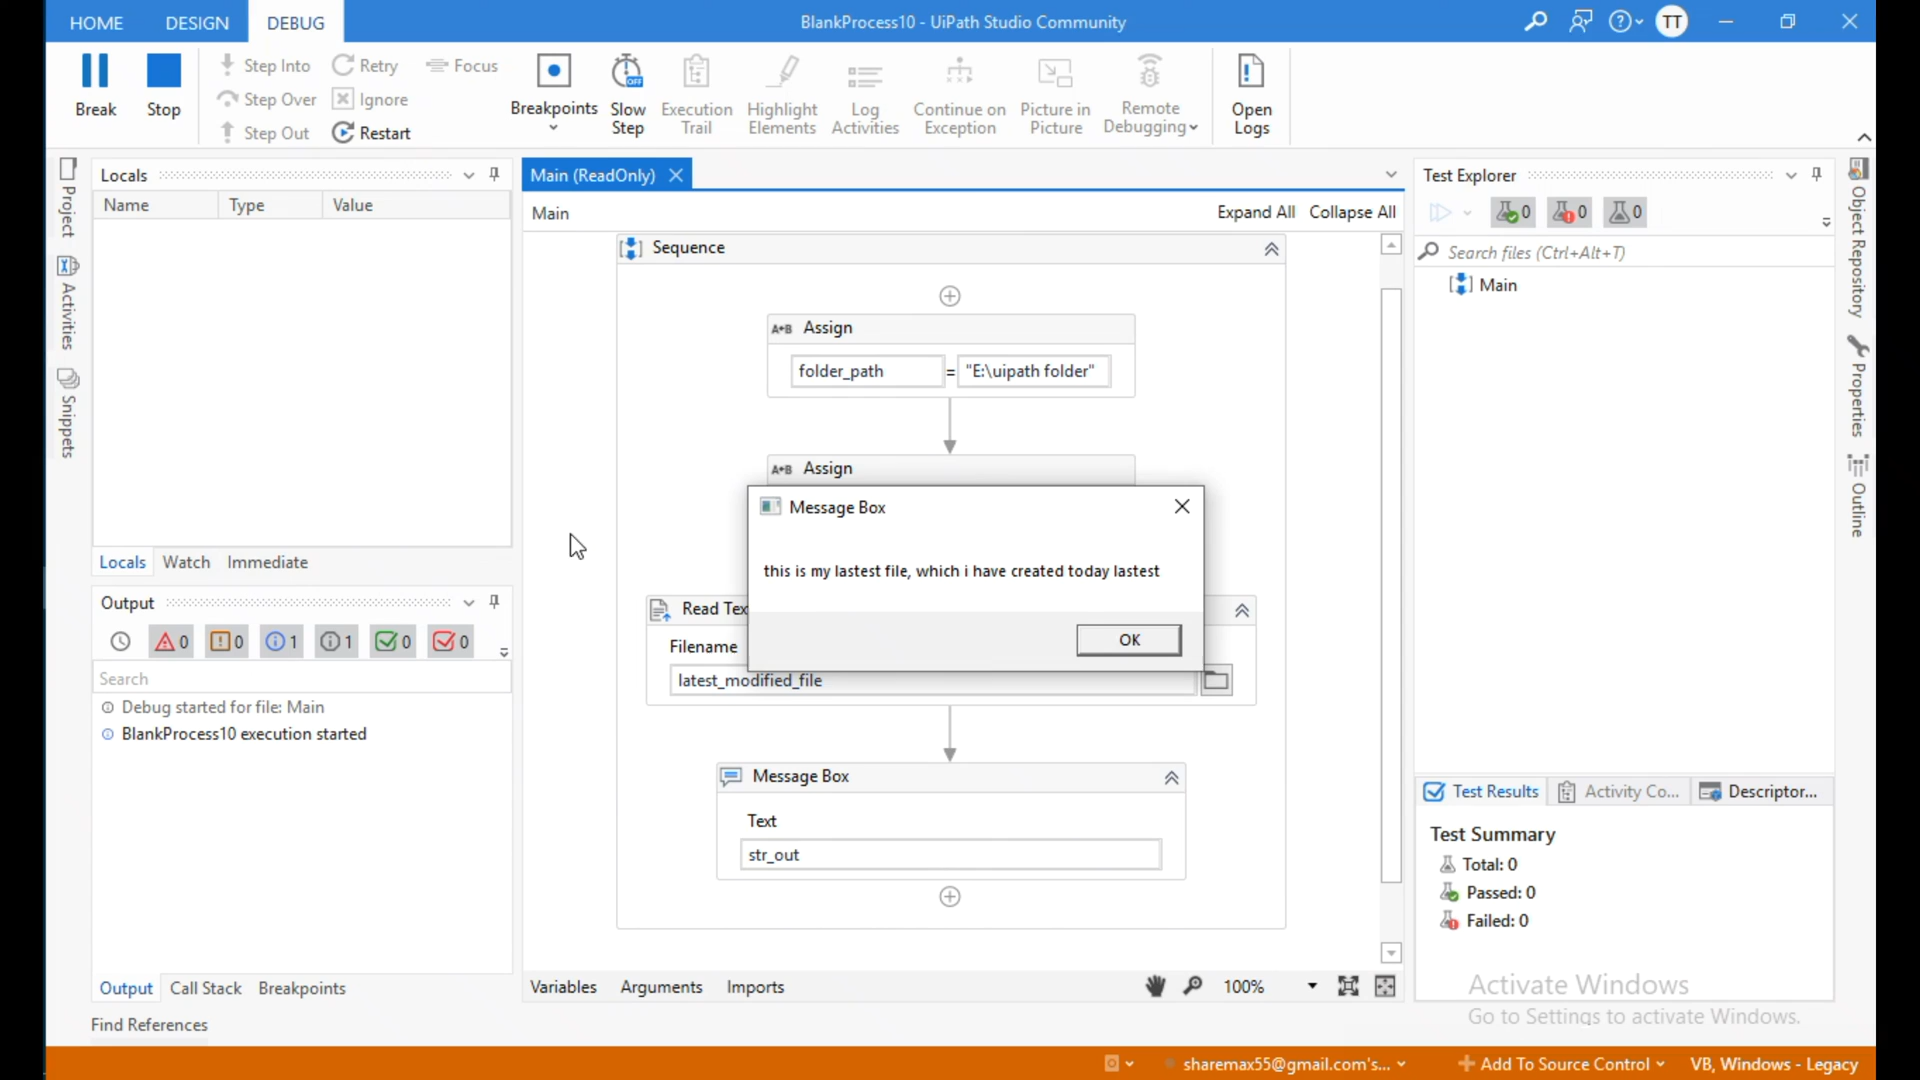 HOME DESIGN DEBUG BlankProcess10 - UiPath Studio Community TT
Break Stop
Step Into Retry Focus
Step Over Ignore
Step Out Restart
Breakpoints
Slow Step OFF
Execution Trail
Highlight Elements
Log Activities
Continue on Exception
Picture in Picture
Remote Debugging
Open Logs
Project
Activities
Snippets
Locals
Name Type Value
Locals Watch Immediate
Output
0 0 1 1 0 0
Search
Debug started for file: Main
BlankProcess10 execution started
Output Call Stack Breakpoints
Find References
Main (ReadOnly)
Main Expand All Collapse All
Sequence
A+B Assign
folder_path = "E:\uipath folder"
A+B Assign
Message Box
this is my lastest file, which i have created today lastest
OK
Read Tex
Filename
latest_modified_file
Message Box
Text
str_out
Variables Arguments Imports 100%
Test Explorer
0 0 0
Search files (Ctrl+Alt+T)
Main
Test Results Activity Co... Descriptor...
Test Summary
Total: 0
Passed: 0
Failed: 0
Activate Windows
Go to Settings to activate Windows.
Object Repository
Properties
Outline
sharemax55@gmail.com's... Add To Source Control VB, Windows - Legacy